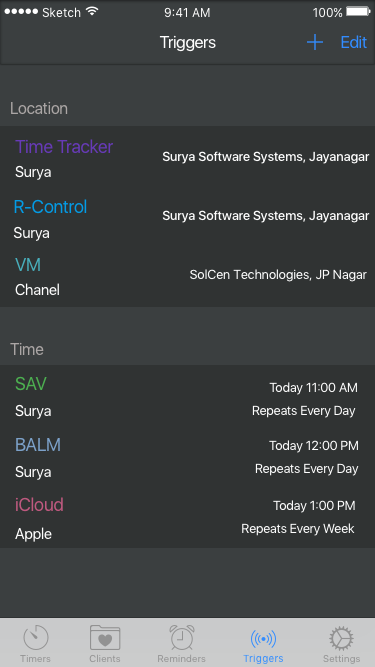 Sketch 9:41 AM 100%
Triggers + Edit
Location
Time Tracker
Surya
Surya Software Systems, Jayanagar
R-Control
Surya
Surya Software Systems, Jayanagar
VM
Chanel
SolCen Technologies, JP Nagar
Time
SAV
Surya
Today 11:00 AM
Repeats Every Day
BALM
Surya
Today 12:00 PM
Repeats Every Day
iCloud
Apple
Today 1:00 PM
Repeats Every Week
Timers Clients Reminders Triggers Settings